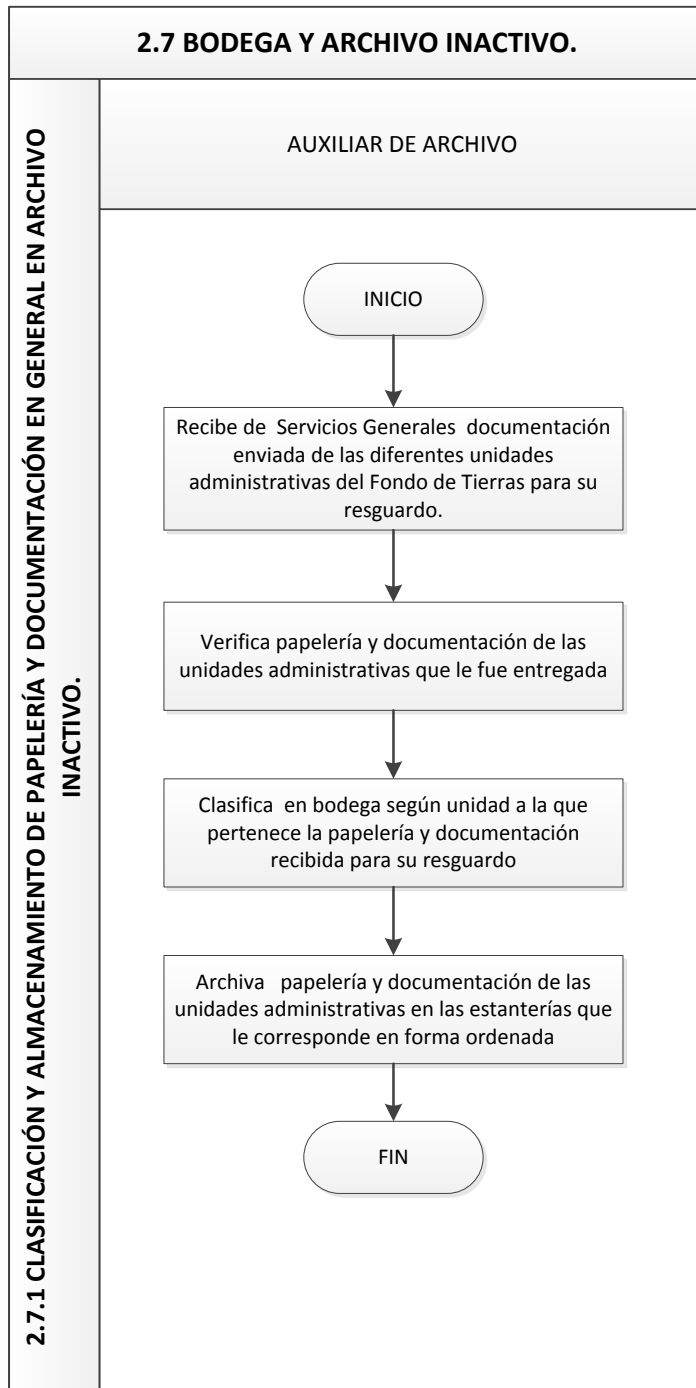 2.7 BODEGA Y ARCHIVO INACTIVO.
2.7.1 CLASIFICACIÓN Y ALMACENAMIENTO DE PAPELERÍA Y DOCUMENTACIÓN EN GENERAL EN ARCHIVO
INACTIVO.
AUXILIAR DE ARCHIVO
INICIO
Recibe de Servicios Generales documentación
enviada de las diferentes unidades
administrativas del Fondo de Tierras para su
resguardo.
Verifica papelería y documentación de las
unidades administrativas que le fue entregada
Clasifica en bodega según unidad a la que
pertenece la papelería y documentación
recibida para su resguardo
Archiva papelería y documentación de las
unidades administrativas en las estanterías que
le corresponde en forma ordenada
FIN